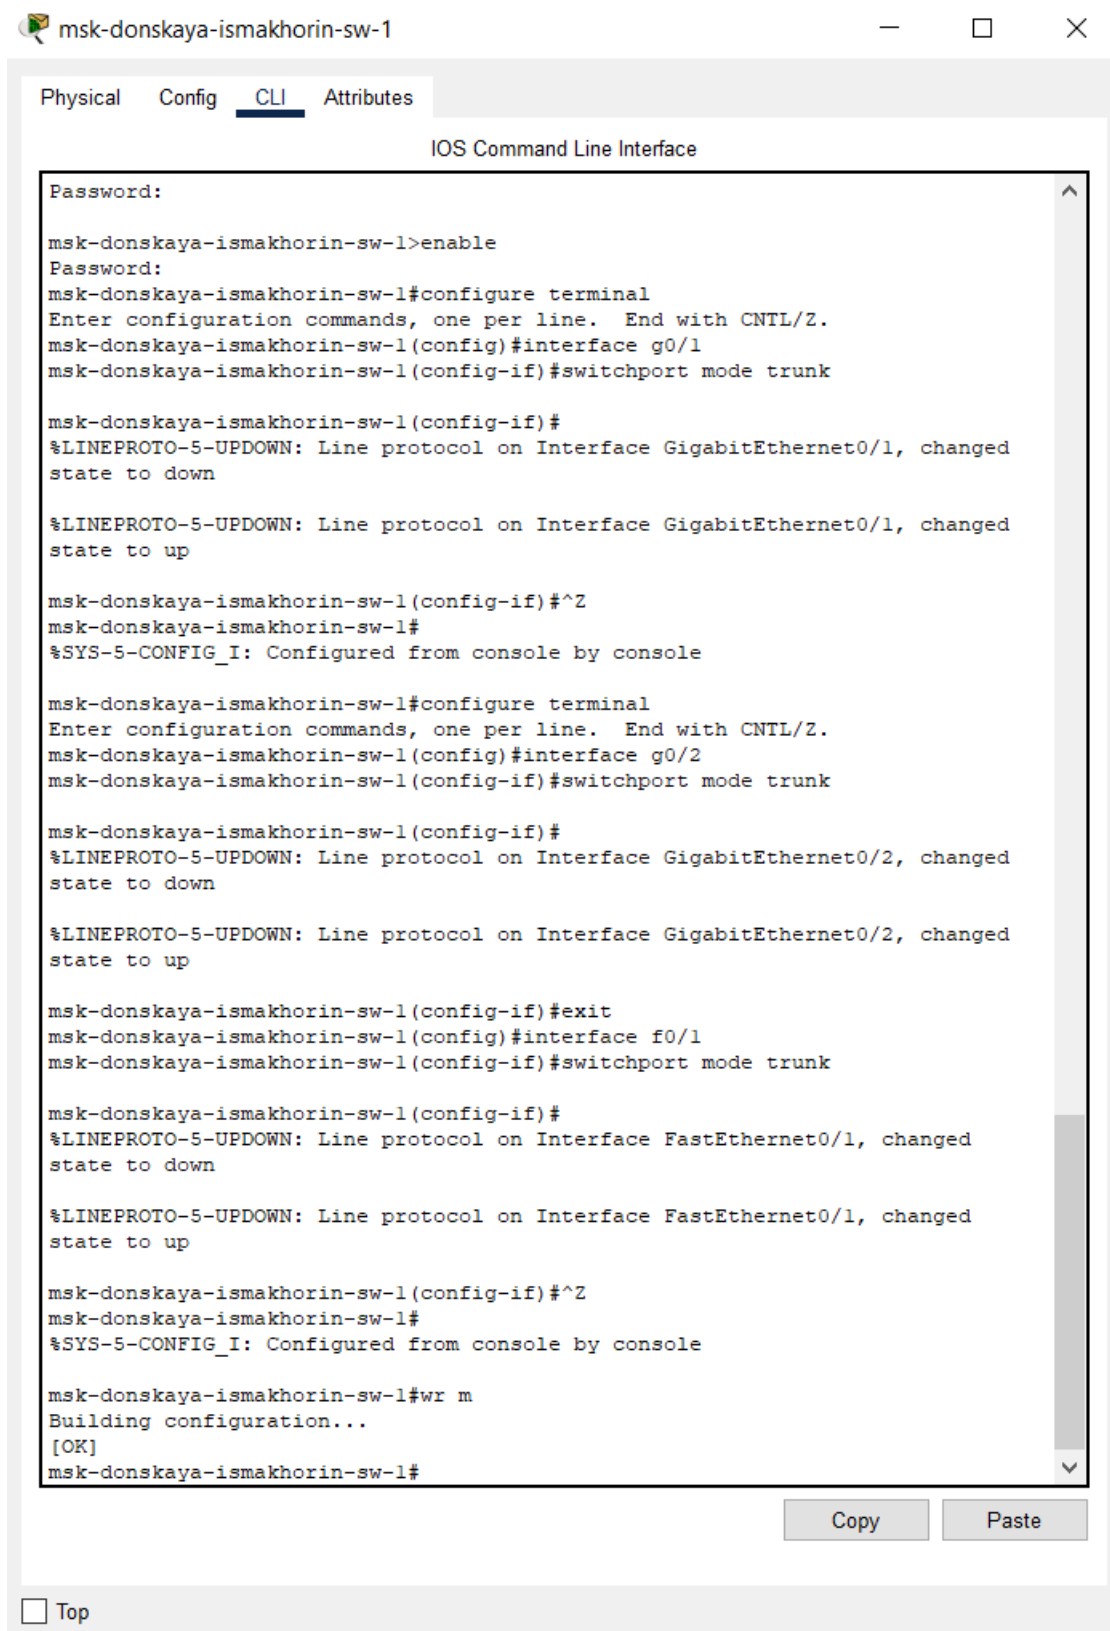 msk-donskaya-ismakhorin-sw-1
Physical Config CLI Attributes
IOS Command Line Interface
Password:
msk-donskaya-ismakhorin-sw-1>enable
Password:
msk-donskaya-ismakhorin-sw-1#configure terminal
Enter configuration commands, one per line.  End with CNTL/Z.
msk-donskaya-ismakhorin-sw-1(config)#interface g0/1
msk-donskaya-ismakhorin-sw-1(config-if)#switchport mode trunk
msk-donskaya-ismakhorin-sw-1(config-if)#
%LINEPROTO-5-UPDOWN: Line protocol on Interface GigabitEthernet0/1, changed
state to down
%LINEPROTO-5-UPDOWN: Line protocol on Interface GigabitEthernet0/1, changed
state to up
msk-donskaya-ismakhorin-sw-1(config-if)#^Z
msk-donskaya-ismakhorin-sw-1#
%SYS-5-CONFIG_I: Configured from console by console
msk-donskaya-ismakhorin-sw-1#configure terminal
Enter configuration commands, one per line.  End with CNTL/Z.
msk-donskaya-ismakhorin-sw-1(config)#interface g0/2
msk-donskaya-ismakhorin-sw-1(config-if)#switchport mode trunk
msk-donskaya-ismakhorin-sw-1(config-if)#
%LINEPROTO-5-UPDOWN: Line protocol on Interface GigabitEthernet0/2, changed
state to down
%LINEPROTO-5-UPDOWN: Line protocol on Interface GigabitEthernet0/2, changed
state to up
msk-donskaya-ismakhorin-sw-1(config-if)#exit
msk-donskaya-ismakhorin-sw-1(config)#interface f0/1
msk-donskaya-ismakhorin-sw-1(config-if)#switchport mode trunk
msk-donskaya-ismakhorin-sw-1(config-if)#
%LINEPROTO-5-UPDOWN: Line protocol on Interface FastEthernet0/1, changed
state to down
%LINEPROTO-5-UPDOWN: Line protocol on Interface FastEthernet0/1, changed
state to up
msk-donskaya-ismakhorin-sw-1(config-if)#^Z
msk-donskaya-ismakhorin-sw-1#
%SYS-5-CONFIG_I: Configured from console by console
msk-donskaya-ismakhorin-sw-1#wr m
Building configuration...
[OK]
msk-donskaya-ismakhorin-sw-1#
Copy Paste
Top